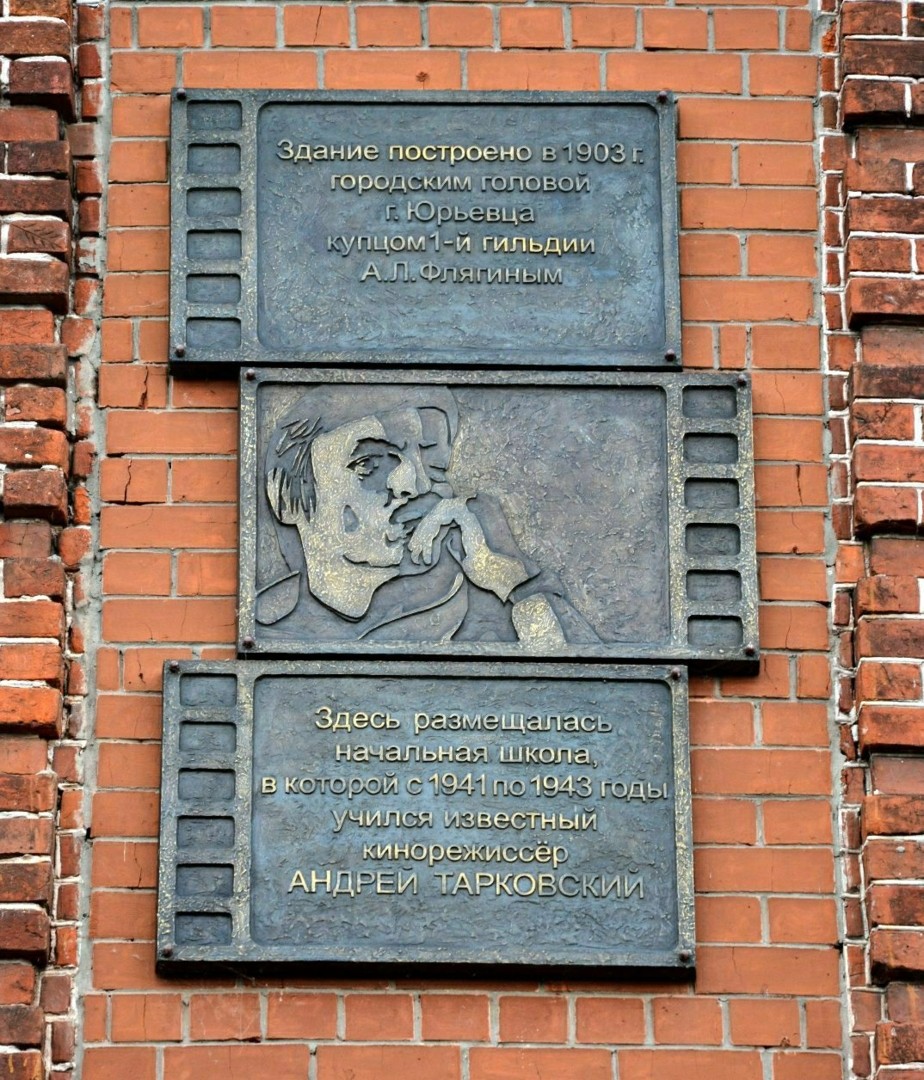 Здание построено в 1903 г.
городским головой
г. Юрьевца
купцом 1-й гильдии
А.Л.Флягиным
Здесь размещалась
начальная школа,
в которой с 1941 по 1943 годы
учился известный
кинорежиссёр
АНДРЕЙ ТАРКОВСКИЙ